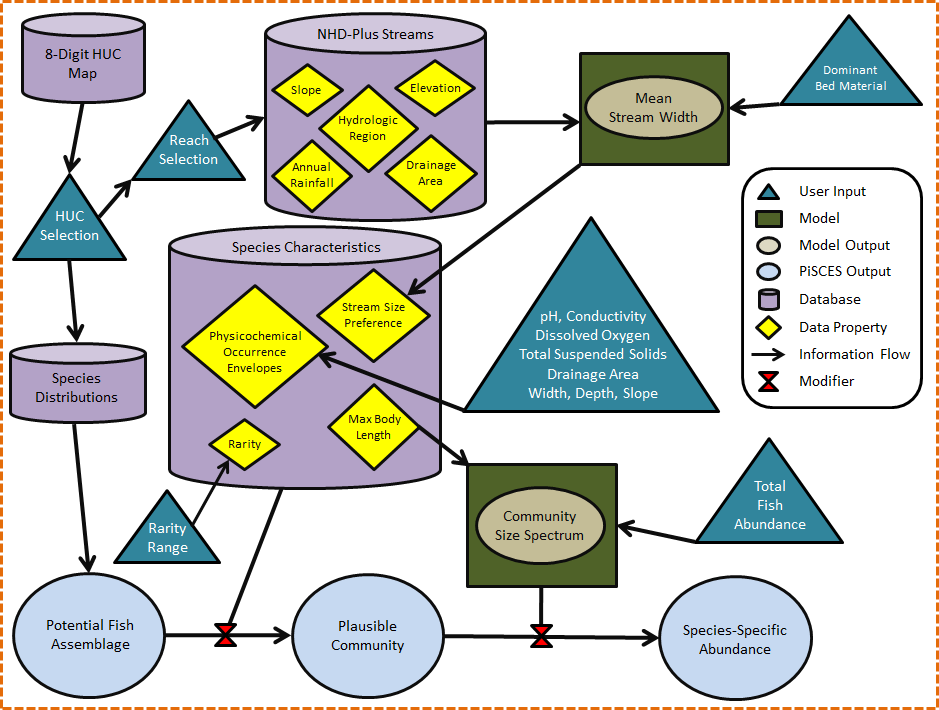 8-Digit HUC
Map
NHD-Plus Streams
Slope
Elevation
Hydrologic
Region
Annual
Rainfall
Drainage
Area
Mean
Stream Width
Dominant
Bed Material
Reach
Selection
HUC
Selection
User Input
Model
Model Output
PiSCES Output
Database
Data Property
Information Flow
Modifier
Species Characteristics
Stream Size
Preference
Physicochemical
Occurrence
Envelopes
Max Body
Length
Rarity
pH, Conductivity
Dissolved Oxygen
Total Suspended Solids
Drainage Area
Width, Depth, Slope
Species
Distributions
Rarity
Range
Community
Size Spectrum
Total
Fish
Abundance
Potential Fish
Assemblage
Plausible
Community
Species-Specific
Abundance